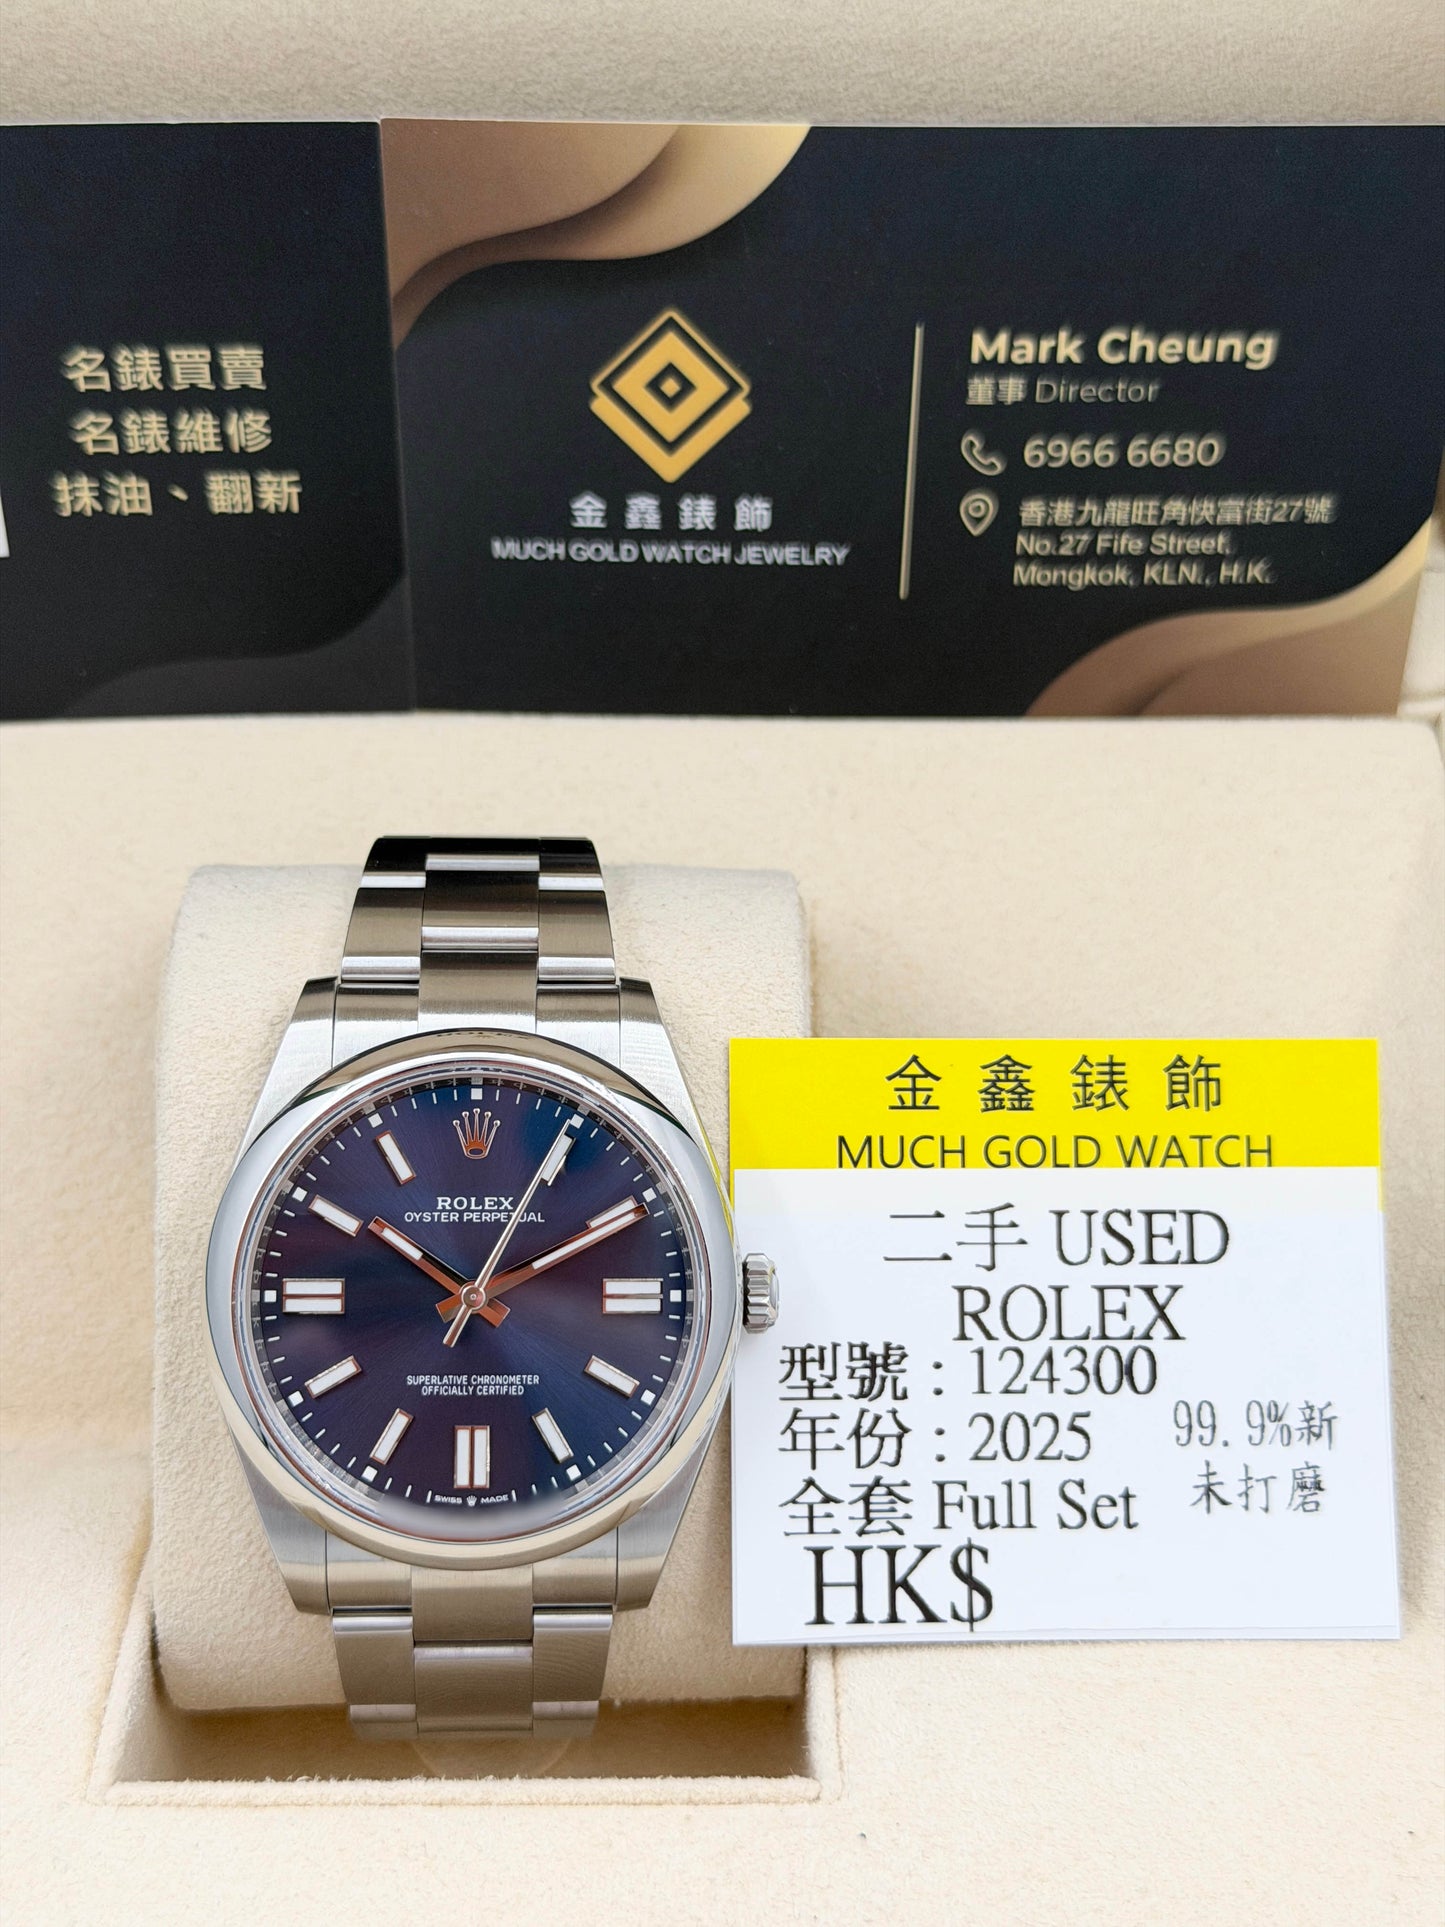 名錶買賣
名錶維修
抹油、翻新
金鑫錶飾
MUCH GOLD WATCH JEWELRY
Mark Cheung
董事 Director
6966 6680
香港九龍旺角快富街27號
No.27 Fife Street,
Mongkok, KLN., H.K.
ROLEX
ROLEX
OYSTER PERPETUAL
SUPERLATIVE CHRONOMETER
OFFICIALLY CERTIFIED
SWISS MADE
金鑫錶飾
MUCH GOLD WATCH
二手 USED
ROLEX
型號：124300
年份：2025
99.9%新
全套 Full Set
未打磨
HK$